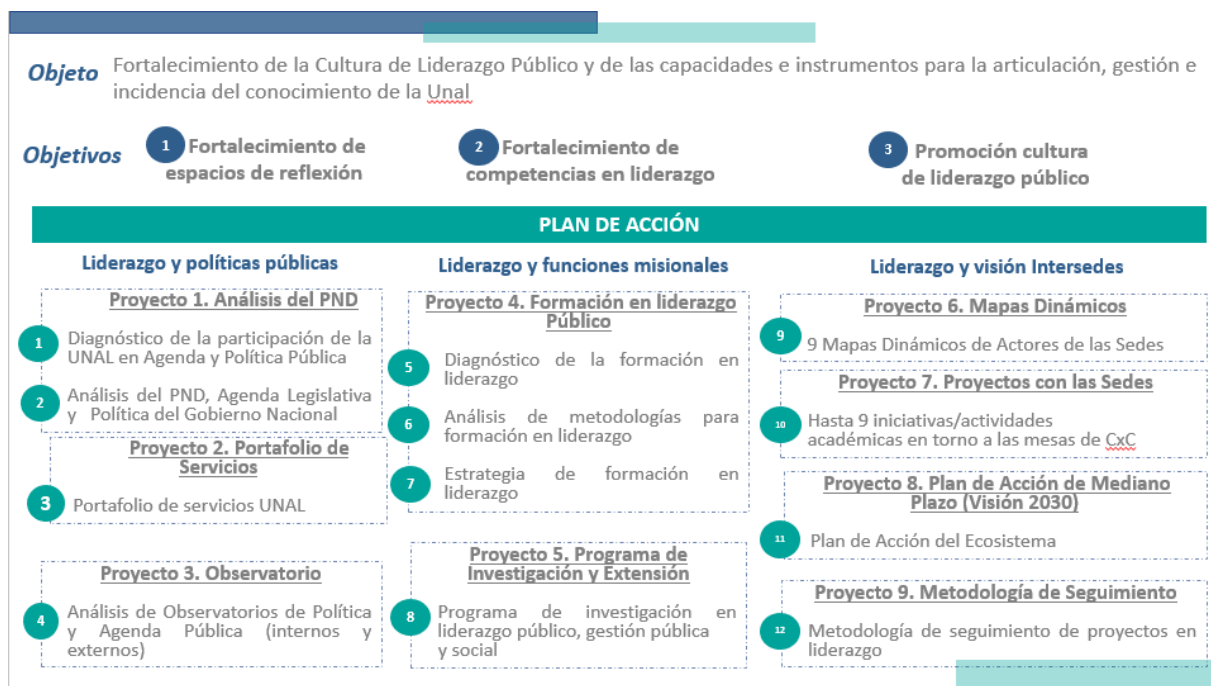 Objeto
Fortalecimiento de la Cultura de Liderazgo Público y de las capacidades e instrumentos para la articulación, gestión e
incidencia del conocimiento de la Unal
Objetivos
1 Fortalecimiento de
espacios de reflexión
2 Fortalecimiento de
competencias en liderazgo
3 Promoción cultura
de liderazgo público
PLAN DE ACCIÓN
Liderazgo y políticas públicas
Proyecto 1. Análisis del PND
1 Diagnóstico de la participación de la
UNAL en Agenda y Política Pública
2 Análisis del PND, Agenda Legislativa
y Política del Gobierno Nacional
Proyecto 2. Portafolio de
Servicios
3 Portafolio de servicios UNAL
Proyecto 3. Observatorio
4 Análisis de Observatorios de Política
y Agenda Pública (internos y
externos)
Liderazgo y funciones misionales
Proyecto 4. Formación en liderazgo
Público
5 Diagnóstico de la formación en
liderazgo
6 Análisis de metodologías para
formación en liderazgo
7 Estrategia de formación en
liderazgo
Proyecto 5. Programa de
Investigación y Extensión
8 Programa de investigación en
liderazgo público, gestión pública
y social
Liderazgo y visión Intersedes
Proyecto 6. Mapas Dinámicos
9 9 Mapas Dinámicos de Actores de las Sedes
Proyecto 7. Proyectos con las Sedes
10 Hasta 9 iniciativas/actividades
académicas en torno a las mesas de CxC
Proyecto 8. Plan de Acción de Mediano
Plazo (Visión 2030)
11 Plan de Acción del Ecosistema
Proyecto 9. Metodología de Seguimiento
12 Metodología de seguimiento de proyectos en
liderazgo